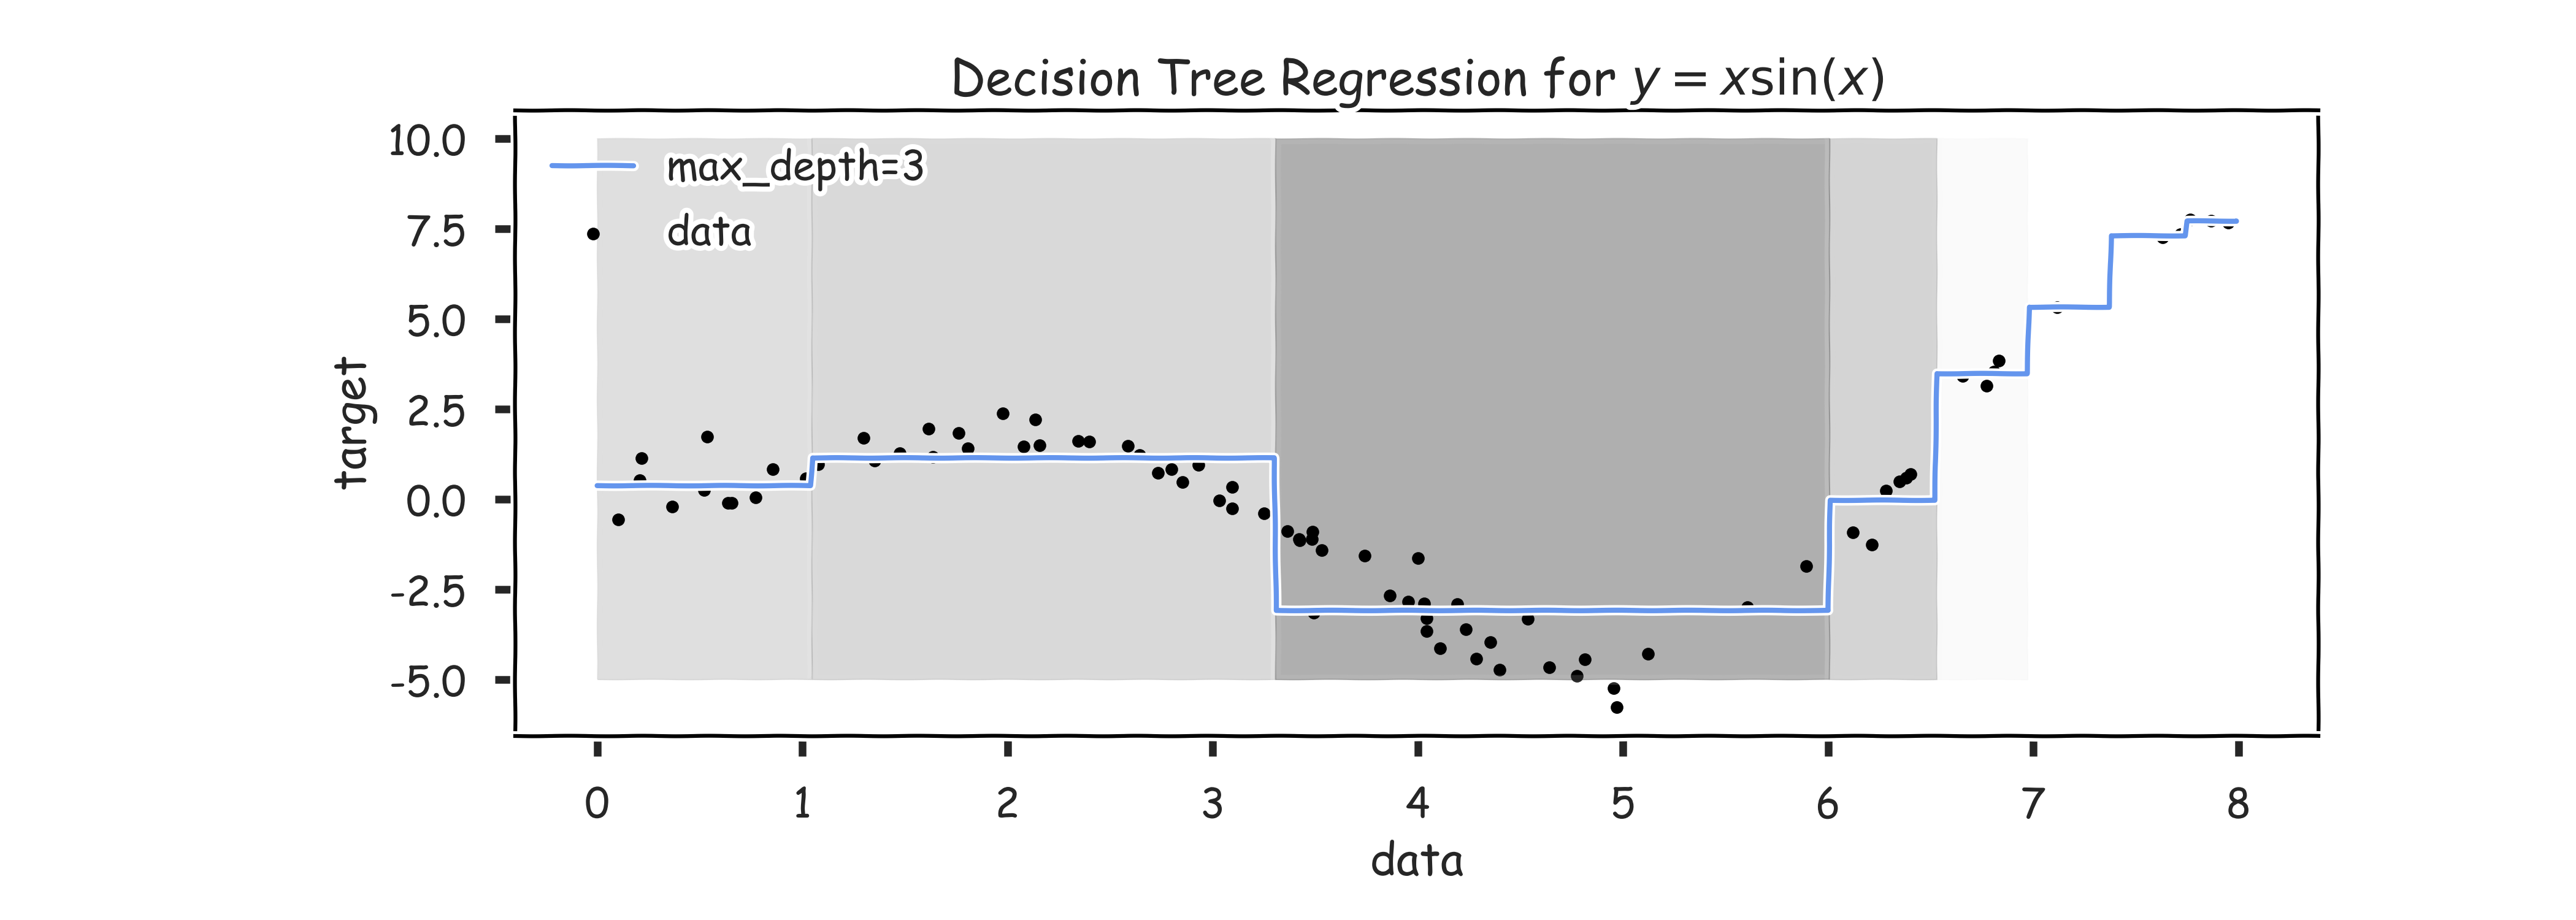 Decision Tree Regression for y = xsin(x)
10.0
7.5
5.0
2.5
0.0
-2.5
-5.0
target
max_depth=3
data
0 1 2 3 4 5 6 7 8
data